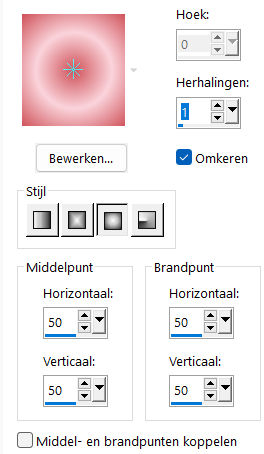 Hoek:
0
Herhalingen:
1
Bewerken...
Omkeren
Stijl
Middelpunt
Horizontaal:
50
Verticaal:
50
Brandpunt
Horizontaal:
50
Verticaal:
50
Middel- en brandpunten koppelen